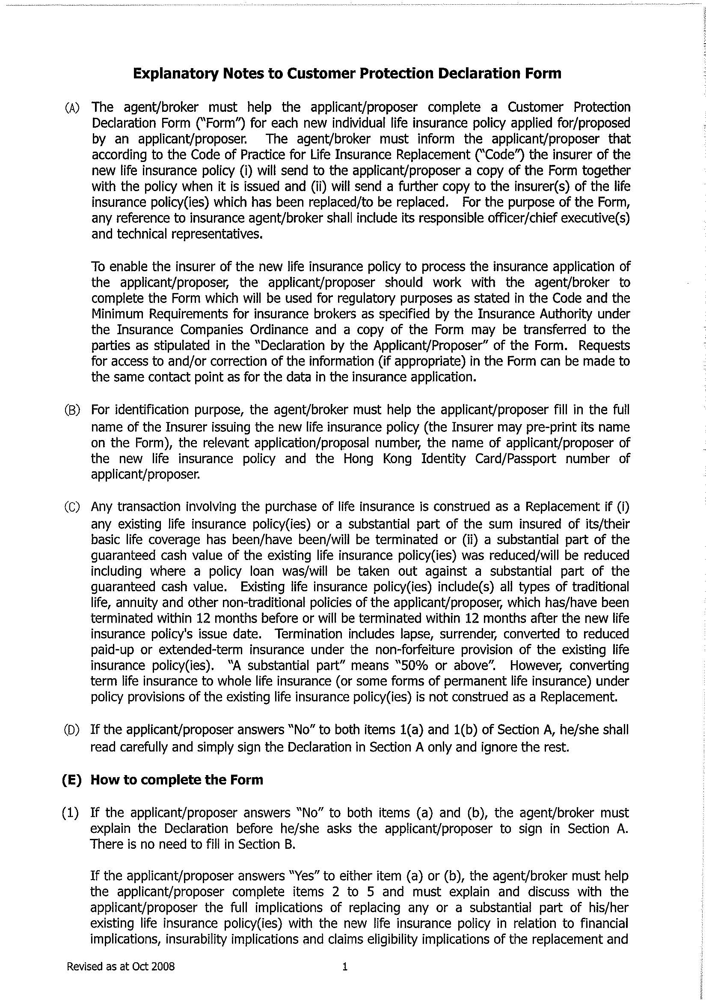 Explanatory Notes to Customer Protection Declaration Form
(A) The agent/broker must help the applicant/proposer complete a Customer Protection
Declaration Form ("Form") for each new individual life insurance policy applied for/proposed
by an applicant/proposer. The agent/broker must inform the applicant/proposer that
according to the Code of Practice for Life Insurance Replacement ("Code") the insurer of the
new life insurance policy (i) will send to the applicant/proposer a copy of the Form together
with the policy when it is issued and (ii) will send a further copy to the insurer(s) of the life
insurance policy(ies) which has been replaced/to be replaced. For the purpose of the Form,
any reference to insurance agent/broker shall include its responsible officer/chief executive(s)
and technical representatives.
To enable the insurer of the new life insurance policy to process the insurance application of
the applicant/proposer, the applicant/proposer should work with the agent/broker to
complete the Form which will be used for regulatory purposes as stated in the Code and the
Minimum Requirements for insurance brokers as specified by the Insurance Authority under
the Insurance Companies Ordinance and a copy of the Form may be transferred to the
parties as stipulated in the "Declaration by the Applicant/Proposer" of the Form. Requests
for access to and/or correction of the information (if appropriate) in the Form can be made to
the same contact point as for the data in the insurance application.
(B) For identification purpose, the agent/broker must help the applicant/proposer fill in the full
name of the Insurer issuing the new life insurance policy (the Insurer may pre-print its name
on the Form), the relevant application/proposal number, the name of applicant/proposer of
the new life insurance policy and the Hong Kong Identity Card/Passport number of
applicant/proposer.
(C) Any transaction involving the purchase of life insurance is construed as a Replacement if (i)
any existing life insurance policy(ies) or a substantial part of the sum insured of its/their
basic life coverage has been/have been/will be terminated or (ii) a substantial part of the
guaranteed cash value of the existing life insurance policy(ies) was reduced/will be reduced
including where a policy loan was/will be taken out against a substantial part of the
guaranteed cash value. Existing life insurance policy(ies) include(s) all types of traditional
life, annuity and other non-traditional policies of the applicant/proposer, which has/have been
terminated within 12 months before or will be terminated within 12 months after the new life
insurance policy's issue date. Termination includes lapse, surrender, converted to reduced
paid-up or extended-term insurance under the non-forfeiture provision of the existing life
insurance policy(ies). "A substantial part" means "50% or above". However, converting
term life insurance to whole life insurance (or some forms of permanent life insurance) under
policy provisions of the existing life insurance policy(ies) is not construed as a Replacement.
(D) If the applicant/proposer answers "No" to both items 1(a) and 1(b) of Section A, he/she shall
read carefully and simply sign the Declaration in Section A only and ignore the rest.
(E) How to complete the Form
(1) If the applicant/proposer answers "No" to both items (a) and (b), the agent/broker must
explain the Declaration before he/she asks the applicant/proposer to sign in Section A.
There is no need to fill in Section B.
If the applicant/proposer answers "Yes" to either item (a) or (b), the agent/broker must help
the applicant/proposer complete items 2 to 5 and must explain and discuss with the
applicant/proposer the full implications of replacing any or a substantial part of his/her
existing life insurance policy(ies) with the new life insurance policy in relation to financial
implications, insurability implications and claims eligibility implications of the replacement and
Revised as at Oct 2008 1